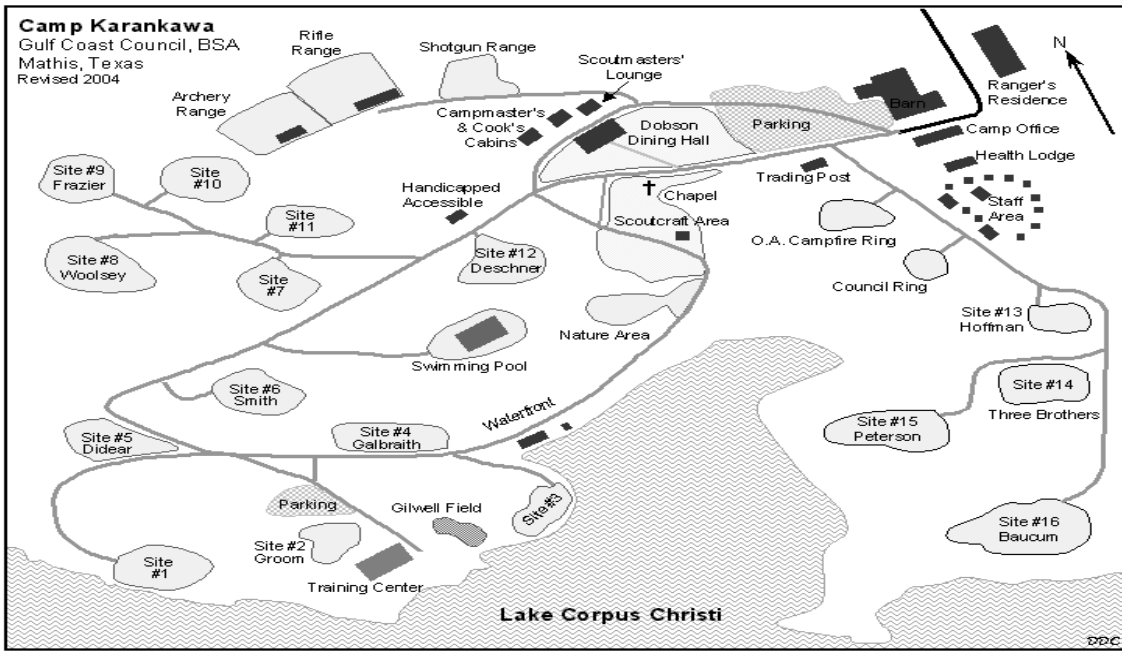 Camp Karankawa
Gulf Coast Council, BSA
Mathis, Texas
Revised 2004
Rifle
Range
Shotgun Range
Scoutmasters'
Lounge
N
Ranger's
Residence
Archery
Range
Campmaster's
& Cook's
Cabins
Dobson
Dining Hall
Parking
Barn
Camp Office
Health Lodge
Trading Post
Staff
Area
Site #9
Frazier
Site
#10
Handicapped
Accessible
Chapel
Scoutcraft Area
O.A. Campfire Ring
Site
#11
Site #8
Woolsey
Site
#7
Site #12
Deschner
Council Ring
Nature Area
Site #13
Hoffman
Swimming Pool
Site #6
Smith
Site #14
Three Brothers
Waterfront
Site #5
Didear
Site #4
Galbraith
Site #15
Peterson
Parking
Gilwell Field
Site #3
Site #2
Groom
Site
#1
Training Center
Site #16
Baucum
Lake Corpus Christi
DDC